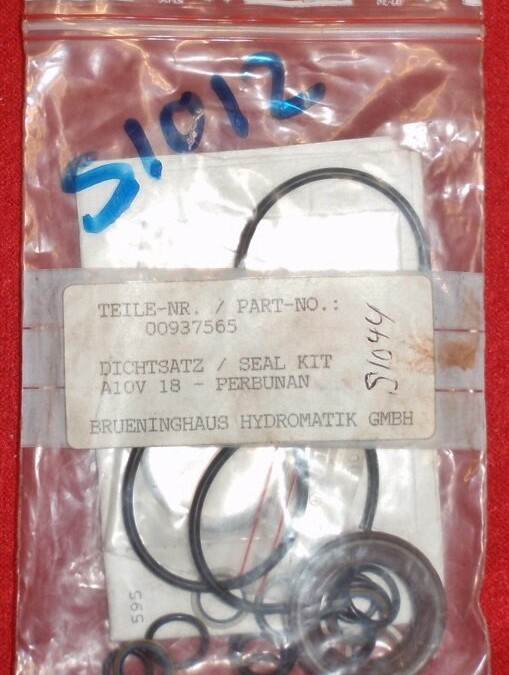 S1012
TEILE-NR. / PART-NO.:
00937565
DICHTSATZ / SEAL KIT
A10V 18 - PERBUNAN
BRUENINGHAUS HYDROMATIK GMBH
S1044
595